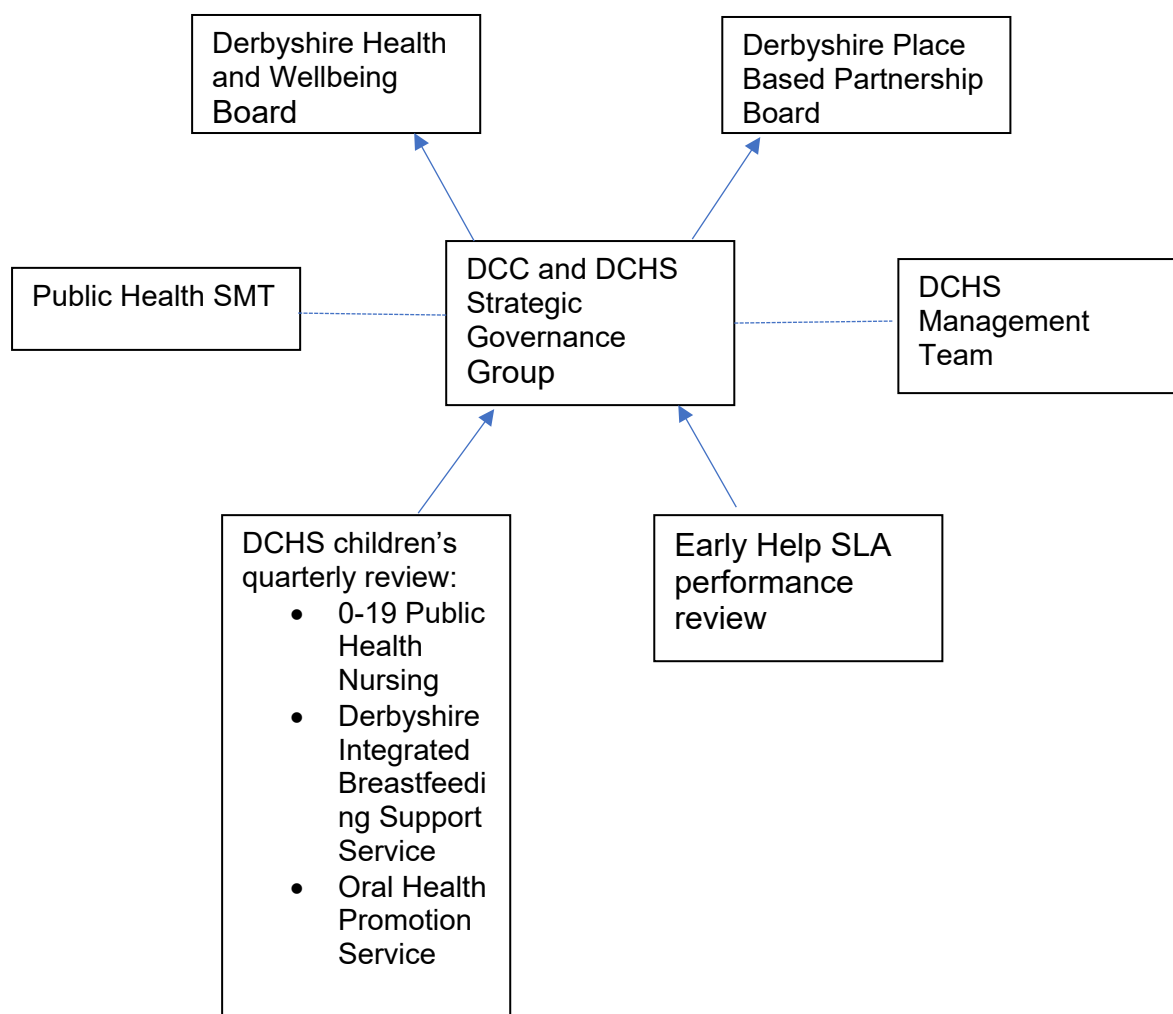 Derbyshire Health
and Wellbeing
Board
Derbyshire Place
Based Partnership
Board
Public Health SMT
DCC and DCHS
Strategic
Governance
Group
DCHS
Management
Team
DCHS children’s
quarterly review:
• 0-19 Public
Health
Nursing
• Derbyshire
Integrated
Breastfeedi
ng Support
Service
• Oral Health
Promotion
Service
Early Help SLA
performance
review